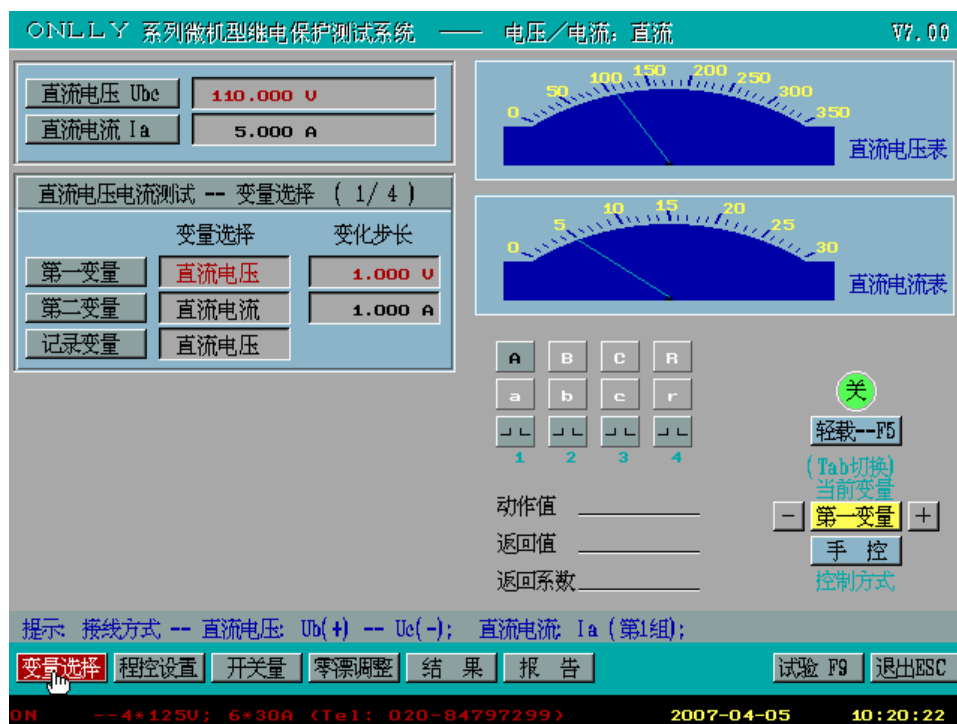 ONLLY 系列微机型继电保护测试系统 —— 电压/电流: 直流 V7.00
直流电压 Ubc 110.000 V
直流电流 Ia 5.000 A
0 50 100 150 200 250 300 350
直流电压表
直流电压电流测试 -- 变量选择 ( 1/ 4 )
变量选择 变化步长
第一变量 直流电压 1.000 V
第二变量 直流电流 1.000 A
记录变量 直流电压
0 5 10 15 20 25 30
直流电流表
A B C R
a b c r
1 2 3 4
关
轻载--F5
(Tab切换)
当前变量
- 第一变量 +
手 控
控制方式
动作值
返回值
返回系数
提示: 接线方式 -- 直流电压: Ub(+) -- Uc(-); 直流电流: Ia (第1组);
变量选择 程控设置 开关量 零漂调整 结 果 报 告 试验 F9 退出ESC
ON --4*125V; 6*30A (Tel: 020-84797299) 2007-04-05 10:20:22